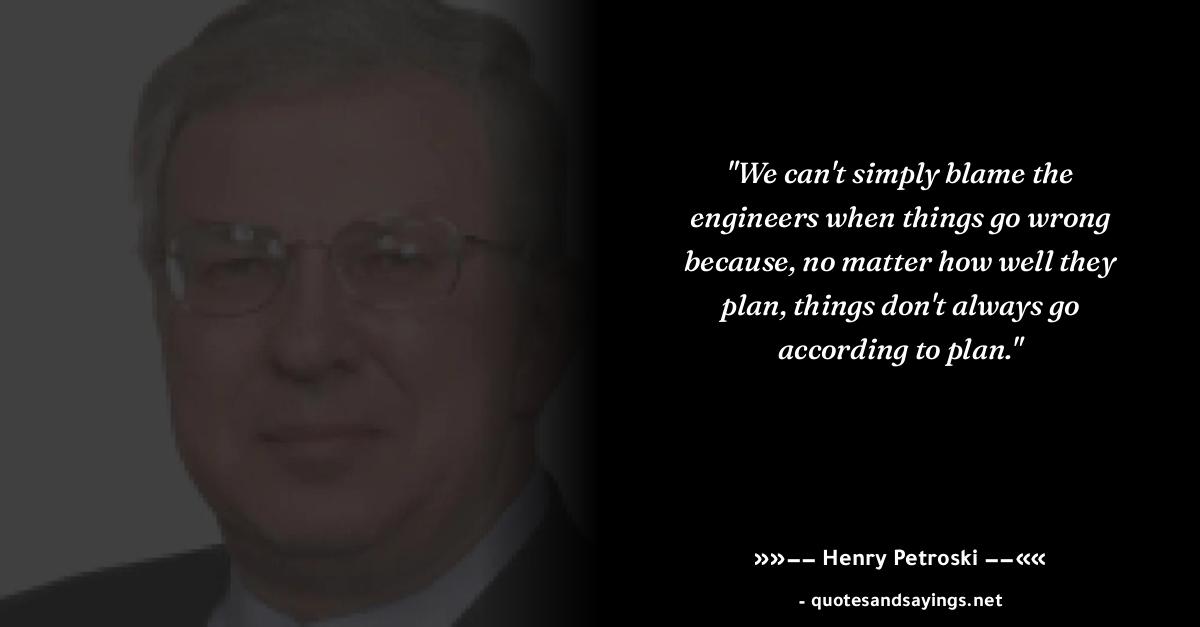 "We can't simply blame the
engineers when things go wrong
because, no matter how well they
plan, things don't always go
according to plan."
»»–– Henry Petroski ––««
- quotesandsayings.net